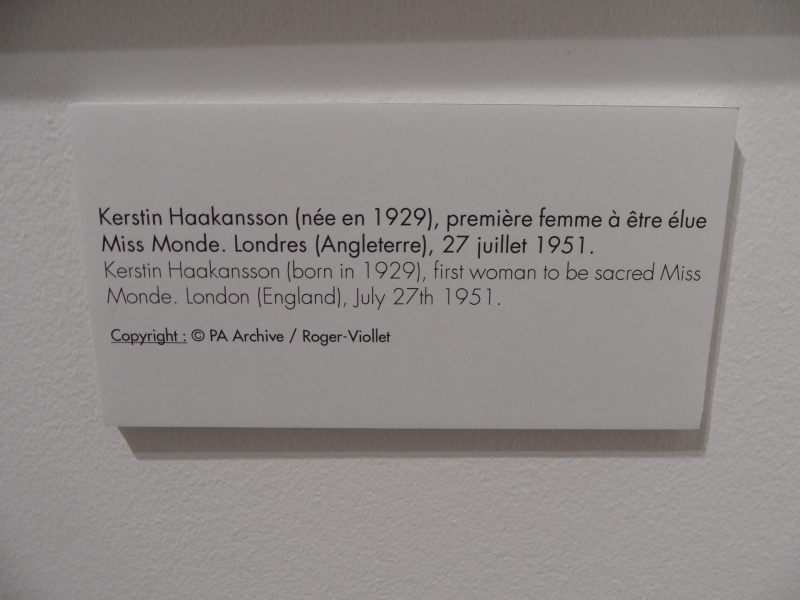 Kerstin Haakansson (née en 1929), première femme à être élue
Miss Monde. Londres (Angleterre), 27 juillet 1951.
Kerstin Haakansson (born in 1929), first woman to be sacred Miss
Monde. London (England), July 27th 1951.
Copyright : © PA Archive / Roger-Viollet